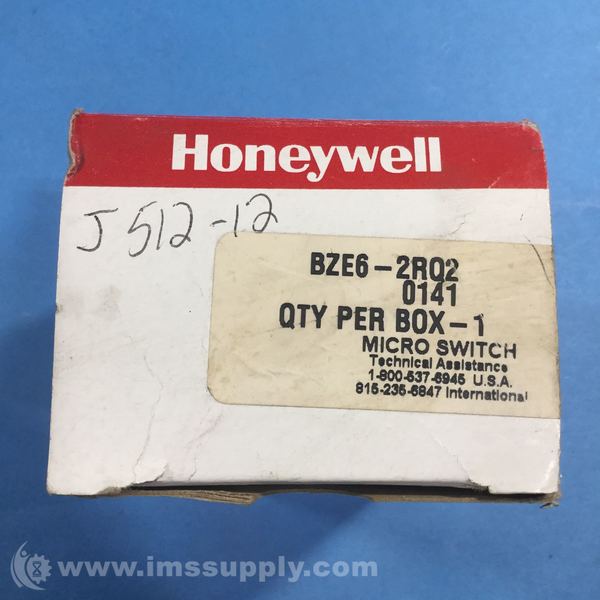 Honeywell
J 512-12
BZE6-2RQ2
0141
QTY PER BOX-1
MICRO SWITCH
Technical Assistance
1-800-537-6945 U.S.A.
815-235-6847 International
www.imssupply.com